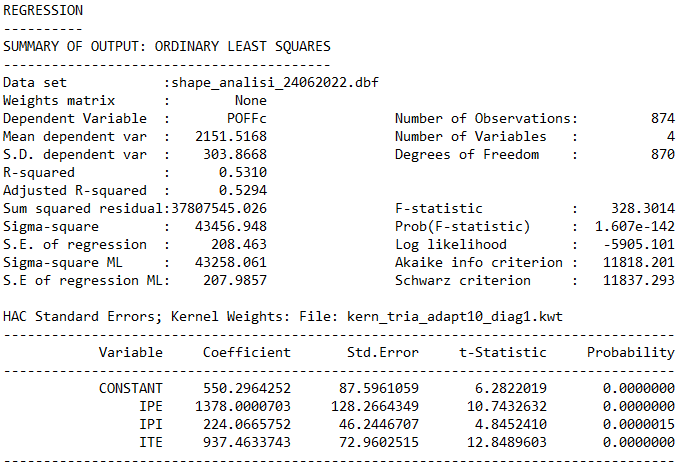 REGRESSION
----------
SUMMARY OF OUTPUT: ORDINARY LEAST SQUARES
-----------------------------------------
Data set            :shape_analisi_24062022.dbf
Weights matrix      :        None
Dependent Variable  :       POFFc                Number of Observations:         874
Mean dependent var  :   2151.5168                Number of Variables   :           4
S.D. dependent var  :    303.8668                Degrees of Freedom    :         870
R-squared           :      0.5310
Adjusted R-squared  :      0.5294
Sum squared residual:37807545.026                F-statistic           :    328.3014
Sigma-square        :   43456.948                Prob(F-statistic)     :  1.607e-142
S.E. of regression  :     208.463                Log likelihood        :   -5905.101
Sigma-square ML     :   43258.061                Akaike info criterion :   11818.201
S.E of regression ML:    207.9857                Schwarz criterion     :   11837.293
HAC Standard Errors; Kernel Weights: File: kern_tria_adapt10_diag1.kwt
------------------------------------------------------------------------------------
Variable     Coefficient       Std.Error     t-Statistic     Probability
------------------------------------------------------------------------------------
CONSTANT     550.2964252      87.5961059       6.2822019       0.0000000
IPE    1378.0000703     128.2664349      10.7432632       0.0000000
IPI     224.0665752      46.2446707       4.8452410       0.0000015
ITE     937.4633743      72.9602515      12.8489603       0.0000000
------------------------------------------------------------------------------------